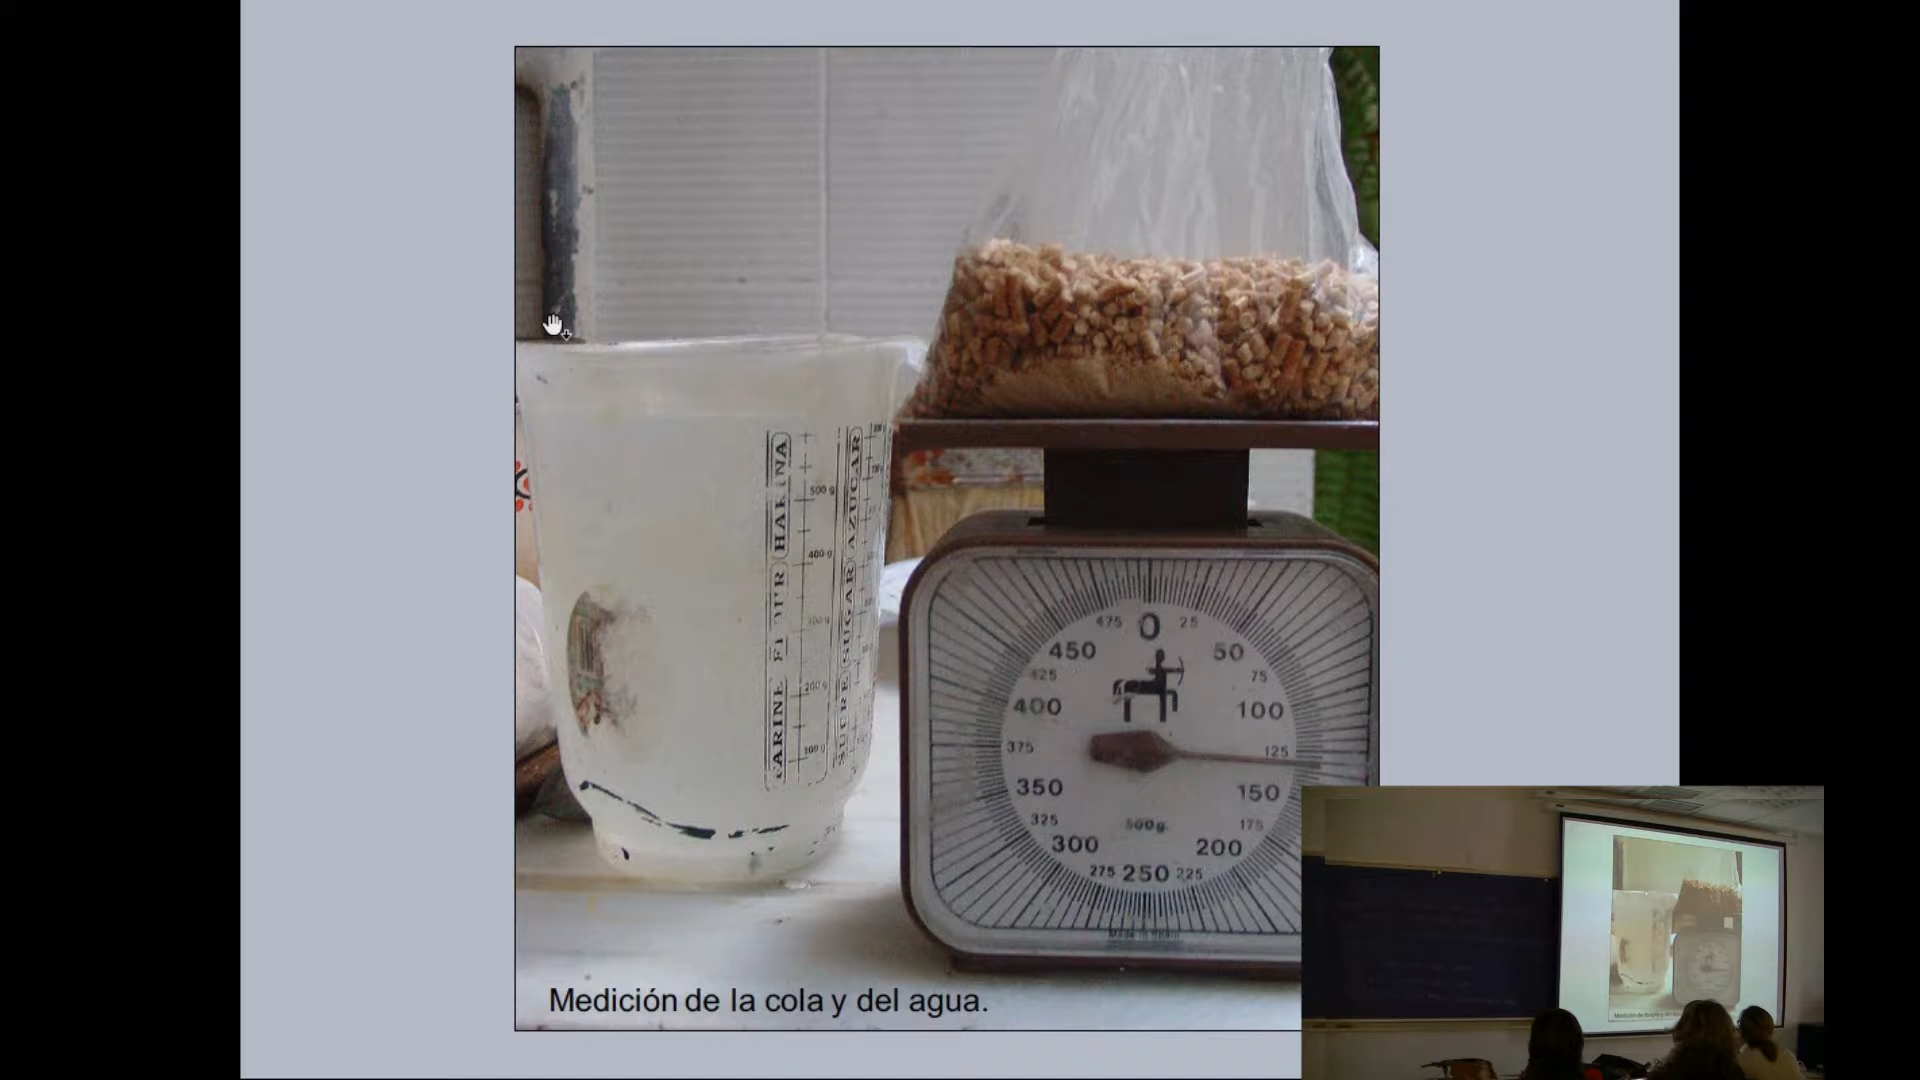 HARINA
FARINE
AZUCAR
SUGAR
SUCRE
500 g
400 g
300 g
200 g
100 g
475 0 25
450 50
425 75
400 100
375 125
350 150
325 500g 175
300 200
275 250 225
Medición de la cola y del agua.